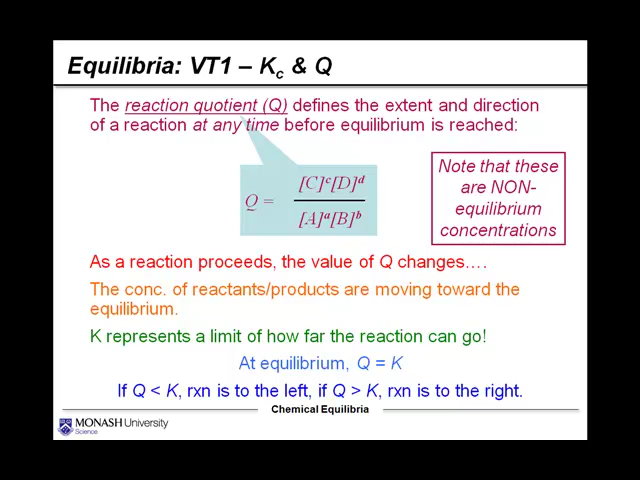 Equilibria: VT1 – Kc & Q
The reaction quotient (Q) defines the extent and direction
of a reaction at any time before equilibrium is reached:
Q = [C]ᶜ[D]ᵈ
[A]ᵃ[B]ᵇ
Note that these
are NON-
equilibrium
concentrations
As a reaction proceeds, the value of Q changes….
The conc. of reactants/products are moving toward the
equilibrium.
K represents a limit of how far the reaction can go!
At equilibrium, Q = K
If Q < K, rxn is to the left, if Q > K, rxn is to the right.
Chemical Equilibria
MONASH University
Science